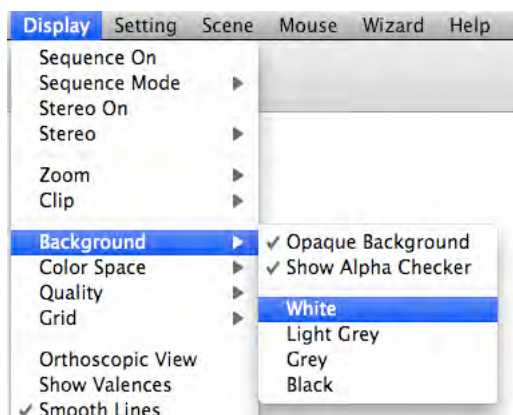 Display Setting Scene Mouse Wizard Help
Sequence On
Sequence Mode
Stereo On
Stereo
Zoom
Clip
Background
Color Space
Quality
Grid
Orthoscopic View
Show Valences
Smooth Lines
Opaque Background
Show Alpha Checker
White
Light Grey
Grey
Black